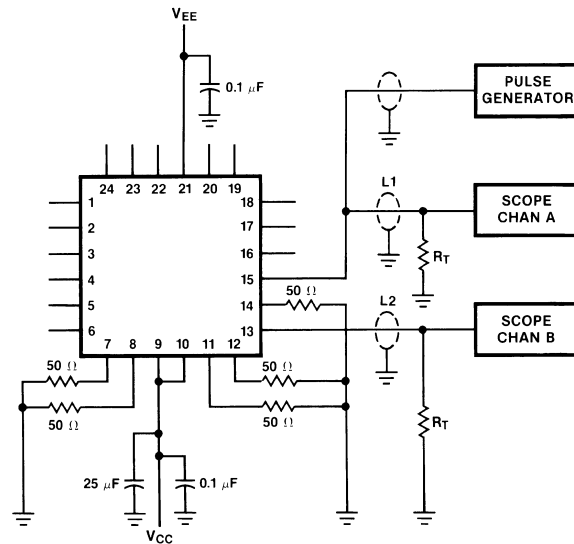 VEE
0.1 μF
PULSE
GENERATOR
24 23 22 21 20 19
1
2
3
4
5
6
18
17
16
15
14
13
7 8 9 10 11 12
L1
SCOPE
CHAN A
RT
50 Ω
L2
SCOPE
CHAN B
RT
50 Ω
50 Ω
50 Ω
50 Ω
25 μF
0.1 μF
VCC